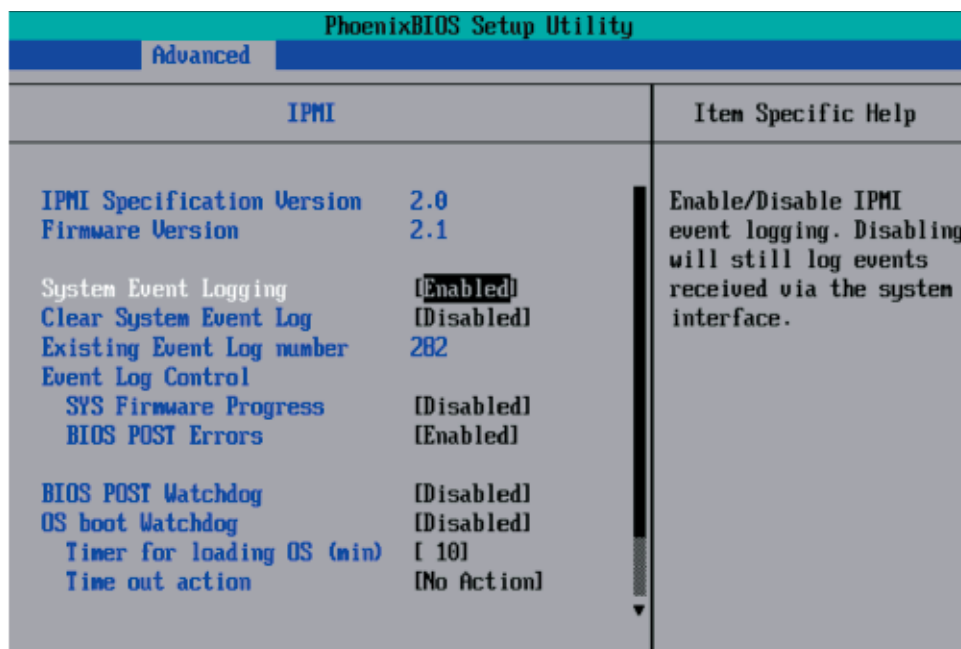 PhoenixBIOS Setup Utility
Advanced
IPMI
IPMI Specification Version 2.0
Firmware Version 2.1
System Event Logging [Enabled]
Clear System Event Log [Disabled]
Existing Event Log number 282
Event Log Control
SYS Firmware Progress [Disabled]
BIOS POST Errors [Enabled]
BIOS POST Watchdog [Disabled]
OS boot Watchdog [Disabled]
Timer for loading OS (min) [ 10]
Time out action [No Action]
Item Specific Help
Enable/Disable IPMI
event logging. Disabling
will still log events
received via the system
interface.